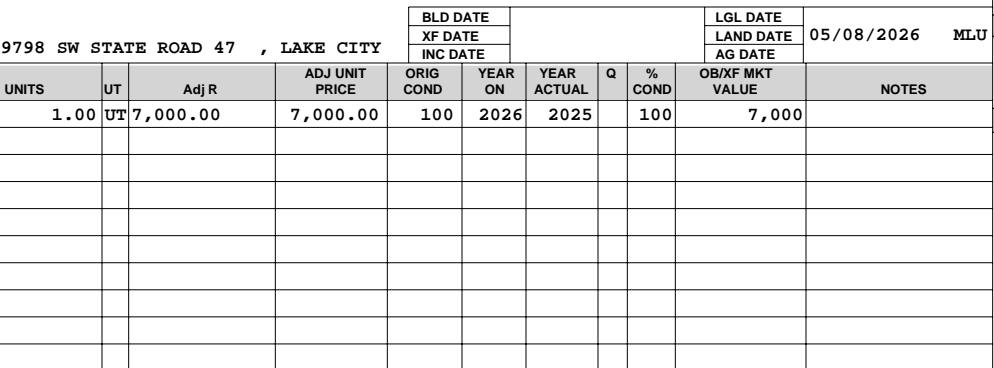 BLD DATE LGL DATE
XF DATE LAND DATE 05/08/2026 MLU
9798 SW STATE ROAD 47 , LAKE CITY
INC DATE AG DATE
UNITS UT Adj R ADJ UNIT PRICE ORIG COND YEAR ON YEAR ACTUAL Q % COND OB/XF MKT VALUE NOTES
1.00 UT 7,000.00 7,000.00 100 2026 2025 100 7,000